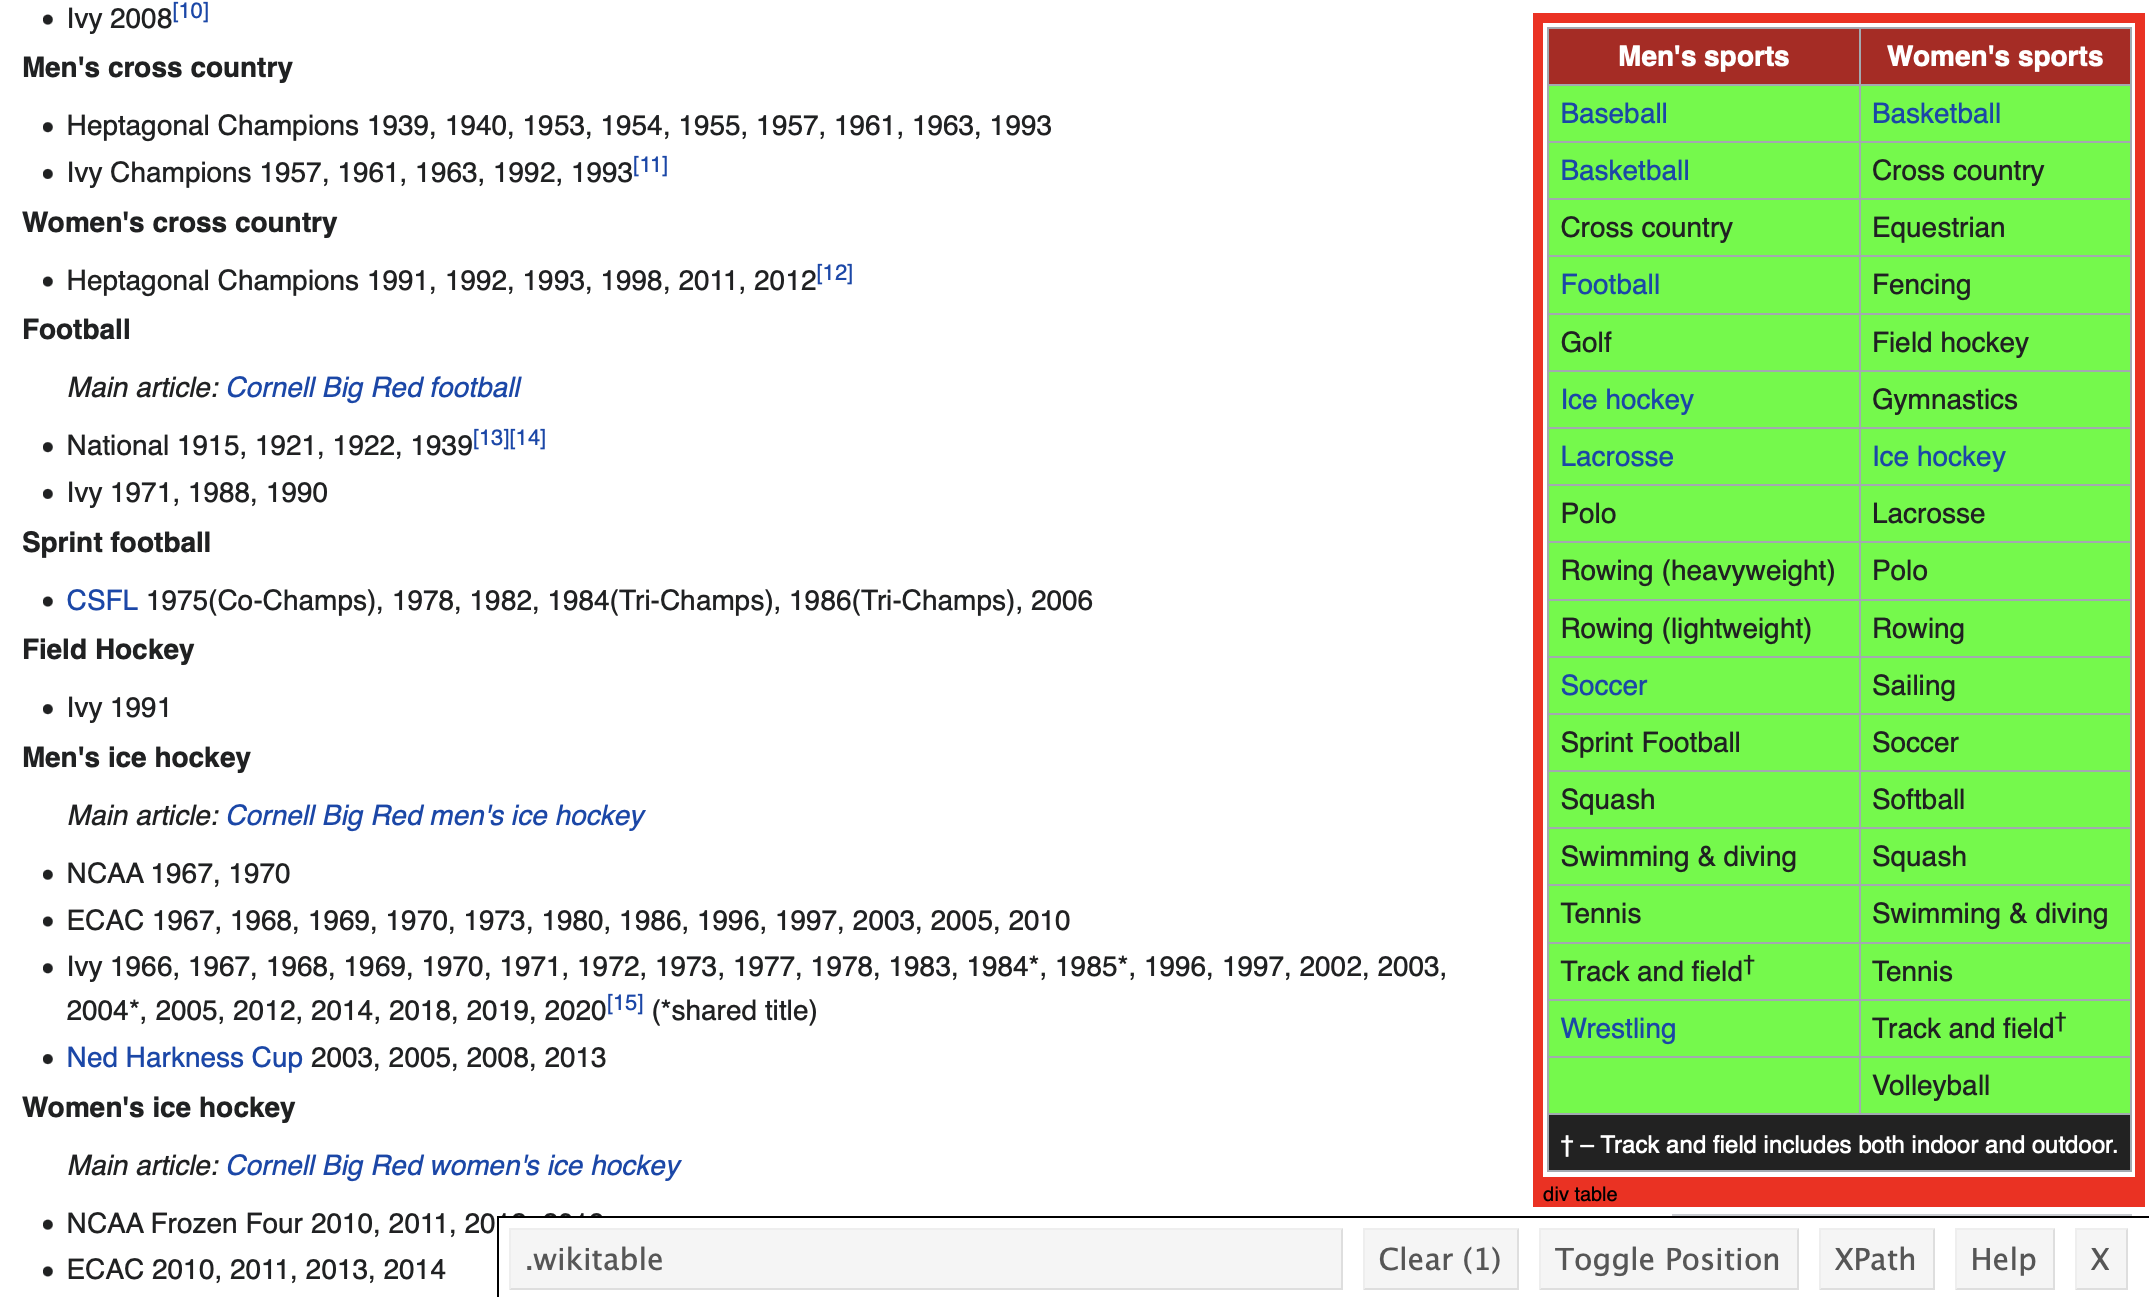 Ivy 2008[10]
Men's cross country
Heptagonal Champions 1939, 1940, 1953, 1954, 1955, 1957, 1961, 1963, 1993
Ivy Champions 1957, 1961, 1963, 1992, 1993[11]
Women's cross country
Heptagonal Champions 1991, 1992, 1993, 1998, 2011, 2012[12]
Football
Main article: Cornell Big Red football
National 1915, 1921, 1922, 1939[13][14]
Ivy 1971, 1988, 1990
Sprint football
CSFL 1975(Co-Champs), 1978, 1982, 1984(Tri-Champs), 1986(Tri-Champs), 2006
Field Hockey
Ivy 1991
Men's ice hockey
Main article: Cornell Big Red men's ice hockey
NCAA 1967, 1970
ECAC 1967, 1968, 1969, 1970, 1973, 1980, 1986, 1996, 1997, 2003, 2005, 2010
Ivy 1966, 1967, 1968, 1969, 1970, 1971, 1972, 1973, 1977, 1978, 1983, 1984*, 1985*, 1996, 1997, 2002, 2003,
2004*, 2005, 2012, 2014, 2018, 2019, 2020[15] (*shared title)
Ned Harkness Cup 2003, 2005, 2008, 2013
Women's ice hockey
Main article: Cornell Big Red women's ice hockey
NCAA Frozen Four 2010, 2011,
ECAC 2010, 2011, 2013, 2014
Men's sports Women's sports
Baseball Basketball
Basketball Cross country
Cross country Equestrian
Football Fencing
Golf Field hockey
Ice hockey Gymnastics
Lacrosse Ice hockey
Polo Lacrosse
Rowing (heavyweight) Polo
Rowing (lightweight) Rowing
Soccer Sailing
Sprint Football Soccer
Squash Softball
Swimming & diving Squash
Tennis Swimming & diving
Track and field† Tennis
Wrestling Track and field†
Volleyball
† – Track and field includes both indoor and outdoor.
div table
.wikitable Clear (1) Toggle Position XPath Help X